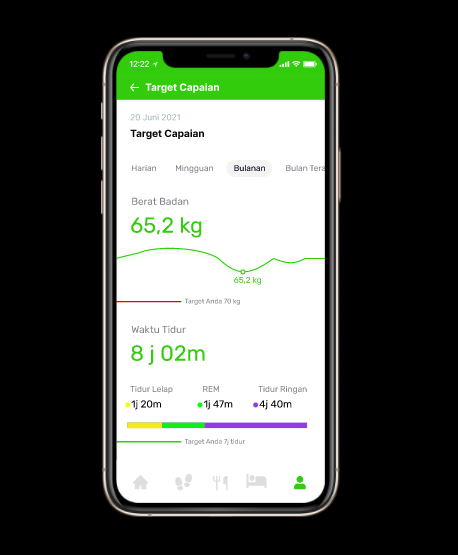 12:22
Target Capaian
20 Juni 2021
Target Capaian
Harian Mingguan Bulanan Bulan Tera
Berat Badan
65,2 kg
65,2 kg
Target Anda 70 kg
Waktu Tidur
8 j 02m
Tidur Lelap REM Tidur Ringan
1j 20m 1j 47m 4j 40m
Target Anda 7j tidur